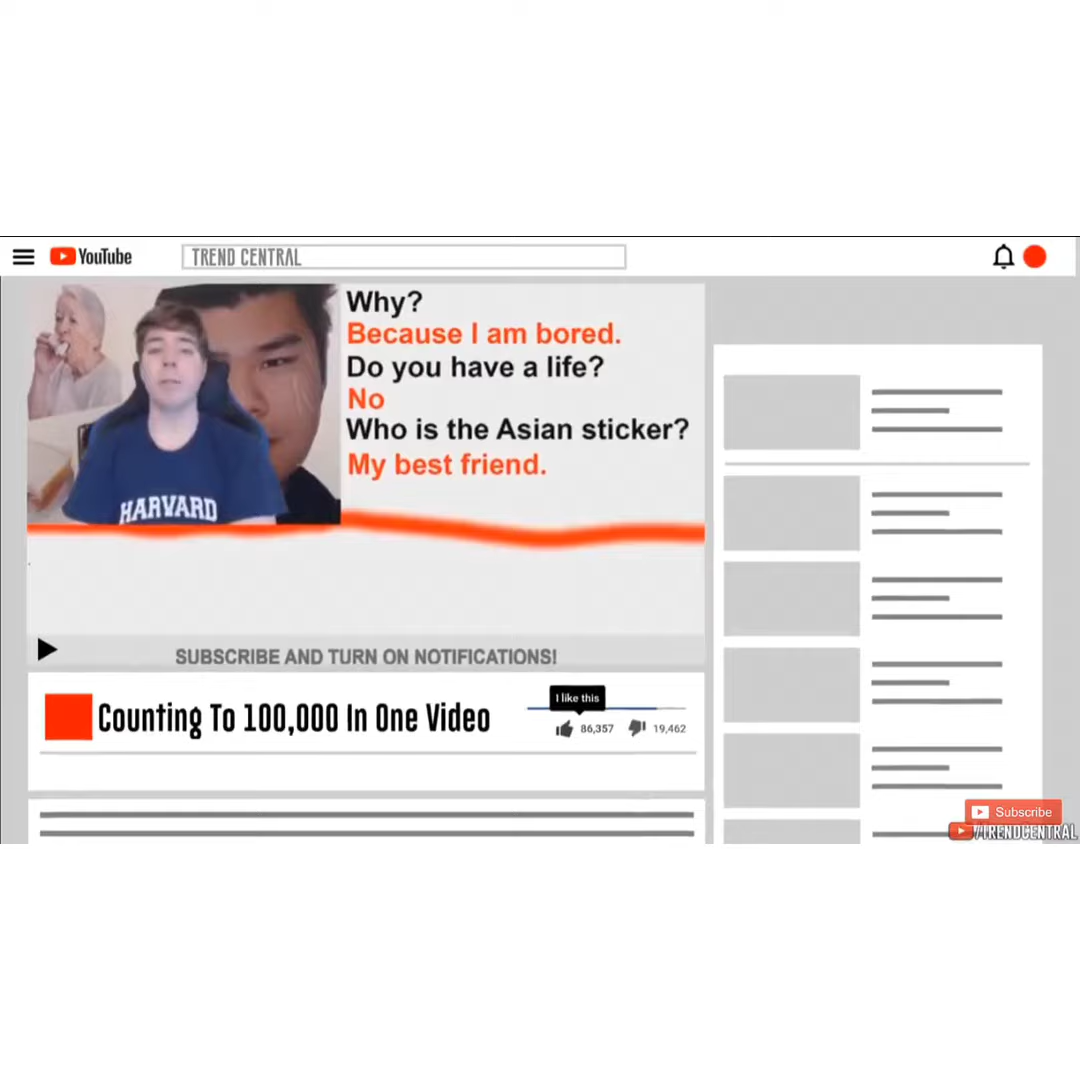 YouTube
TREND CENTRAL
Why?
Because I am bored.
Do you have a life?
No
Who is the Asian sticker?
My best friend.
HARVARD
SUBSCRIBE AND TURN ON NOTIFICATIONS!
I like this
Counting To 100,000 In One Video
86,357
19,462
Subscribe
/TRENDCENTRAL